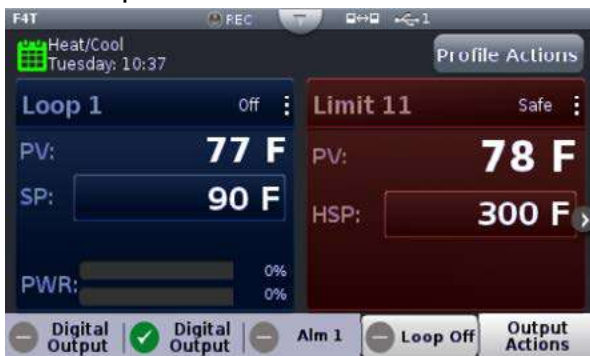 F4T REC 1
Heat/Cool
Tuesday: 10:37
Profile Actions
Loop 1 Off
PV: 77 F
SP: 90 F
PWR: 0%
0%
Limit 11 Safe
PV: 78 F
HSP: 300 F
Digital Output
Digital Output
Alm 1
Loop Off
Output Actions